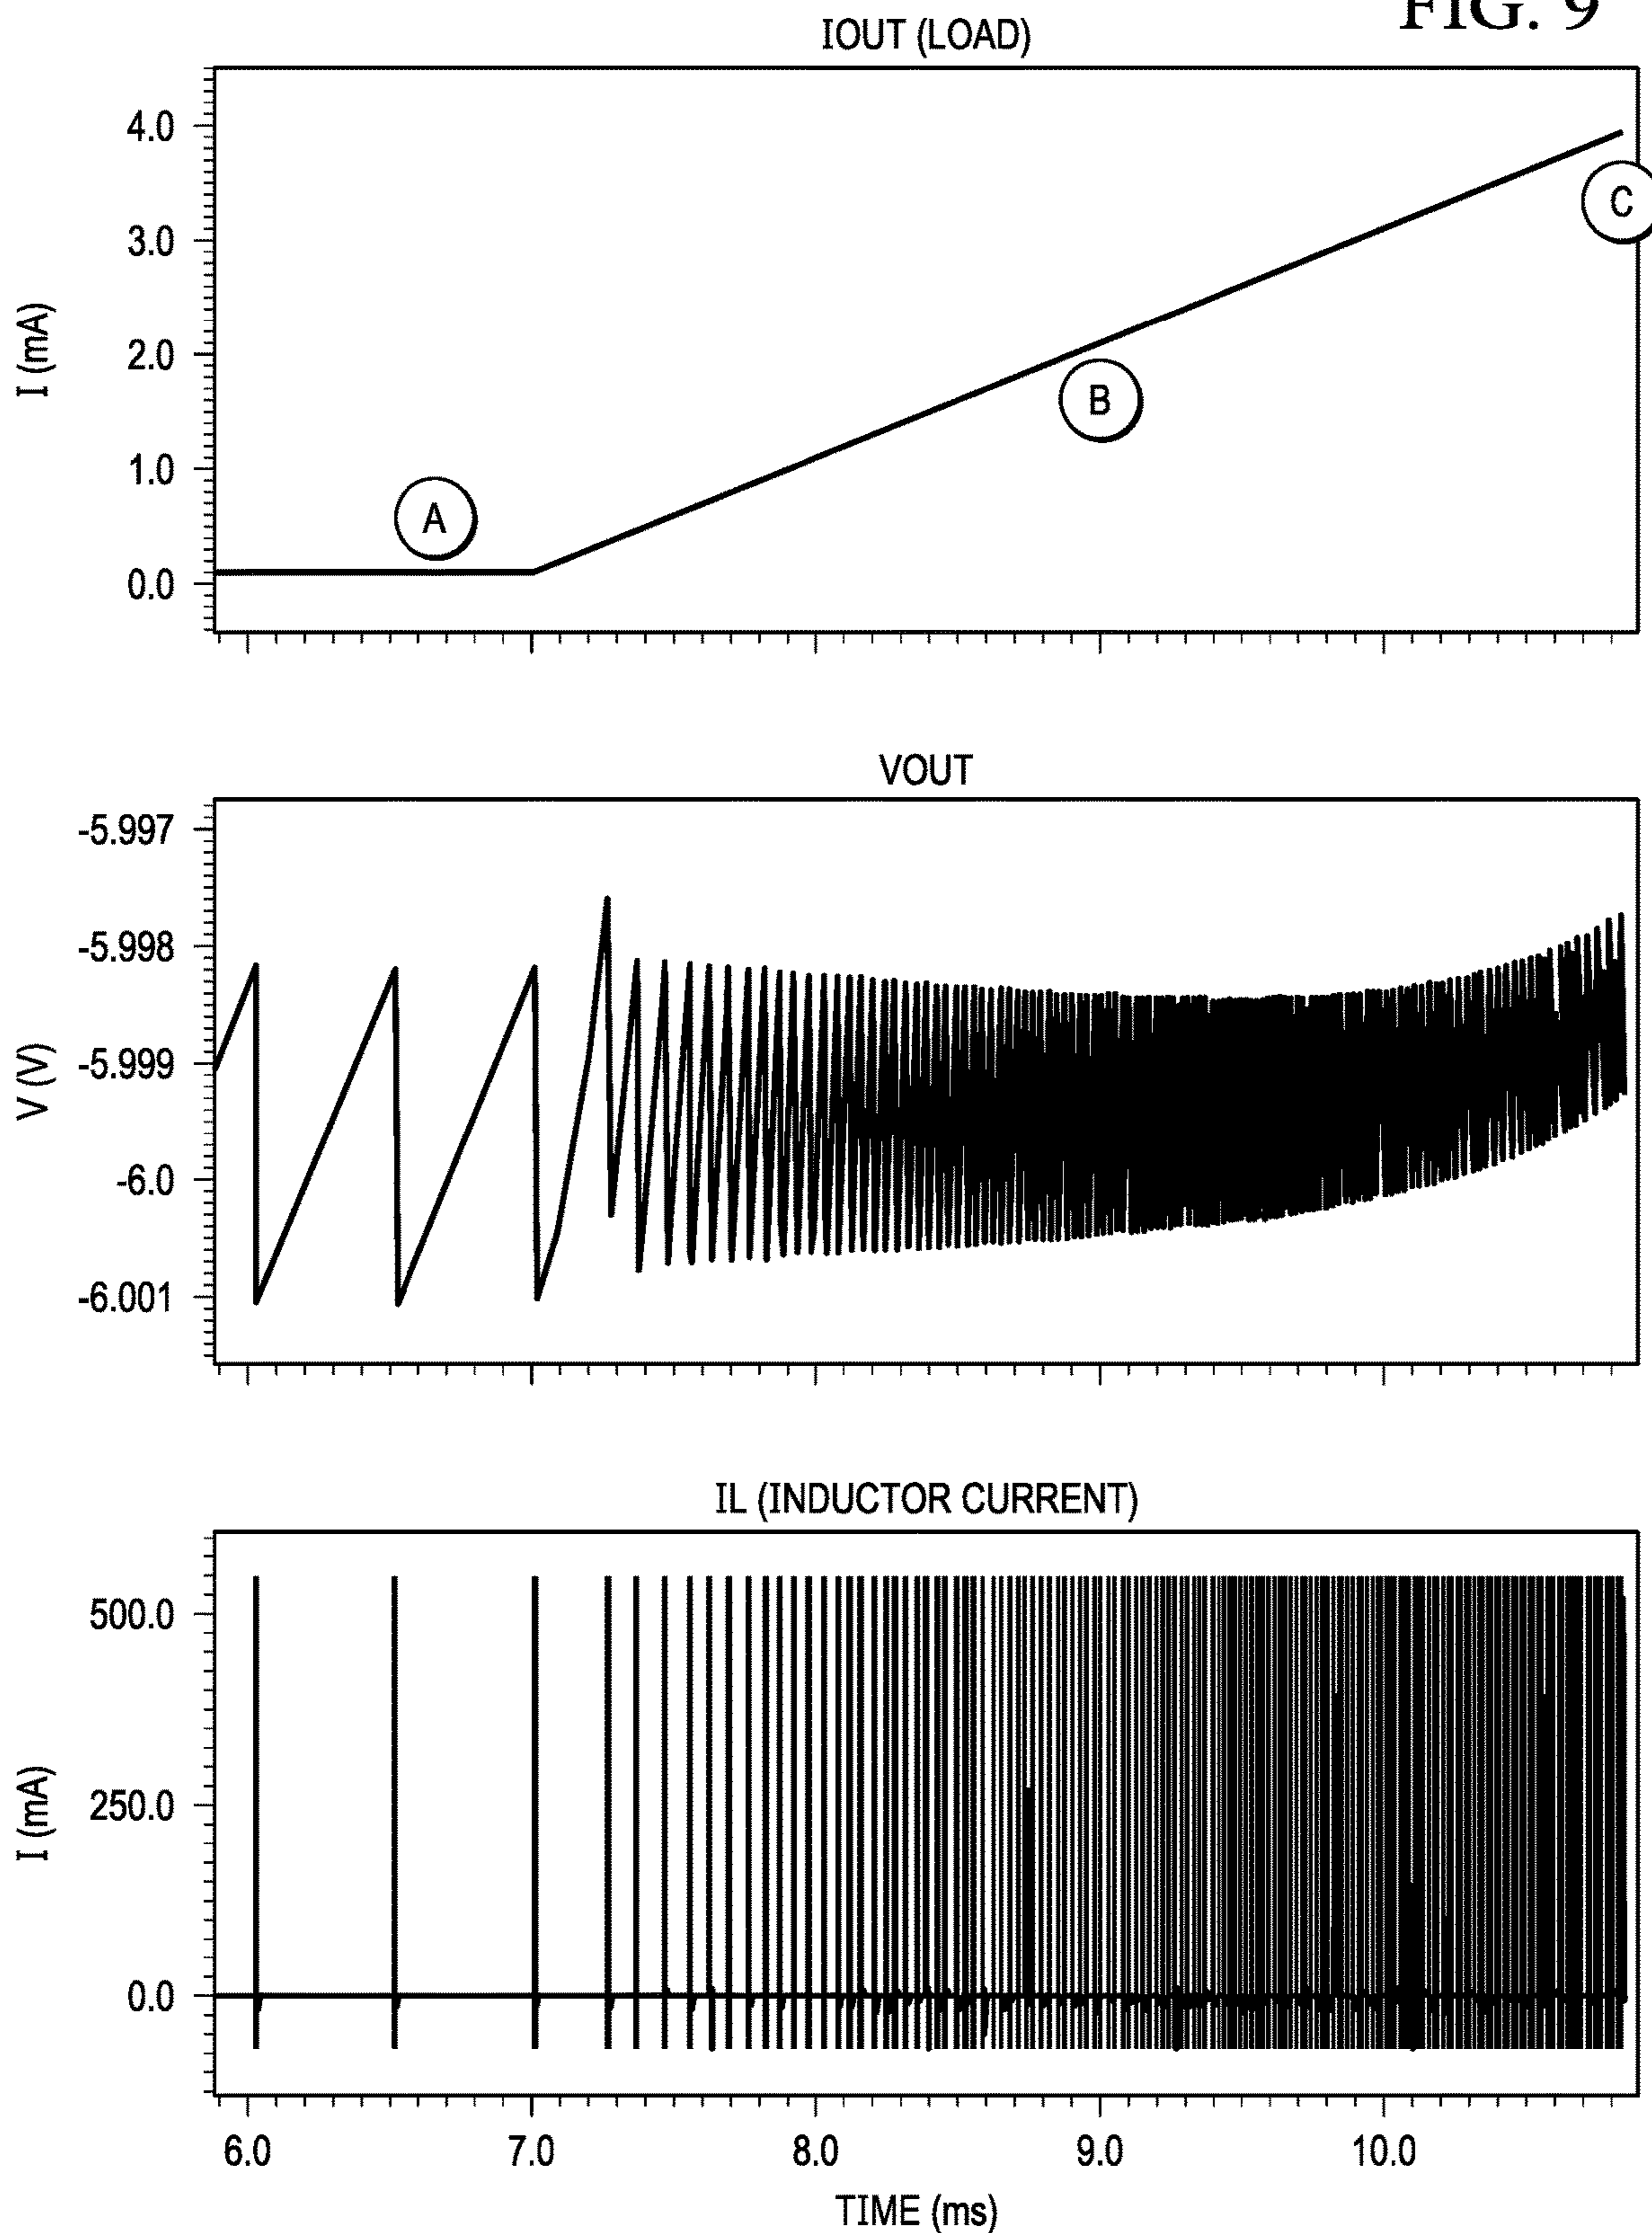 FIG. 9
IOUT (LOAD)
4.0
3.0
2.0
1.0
0.0
I (mA)
A
B
C
VOUT
-5.997
-5.998
-5.999
-6.0
-6.001
V (V)
IL (INDUCTOR CURRENT)
500.0
250.0
0.0
I (mA)
6.0 7.0 8.0 9.0 10.0
TIME (ms)